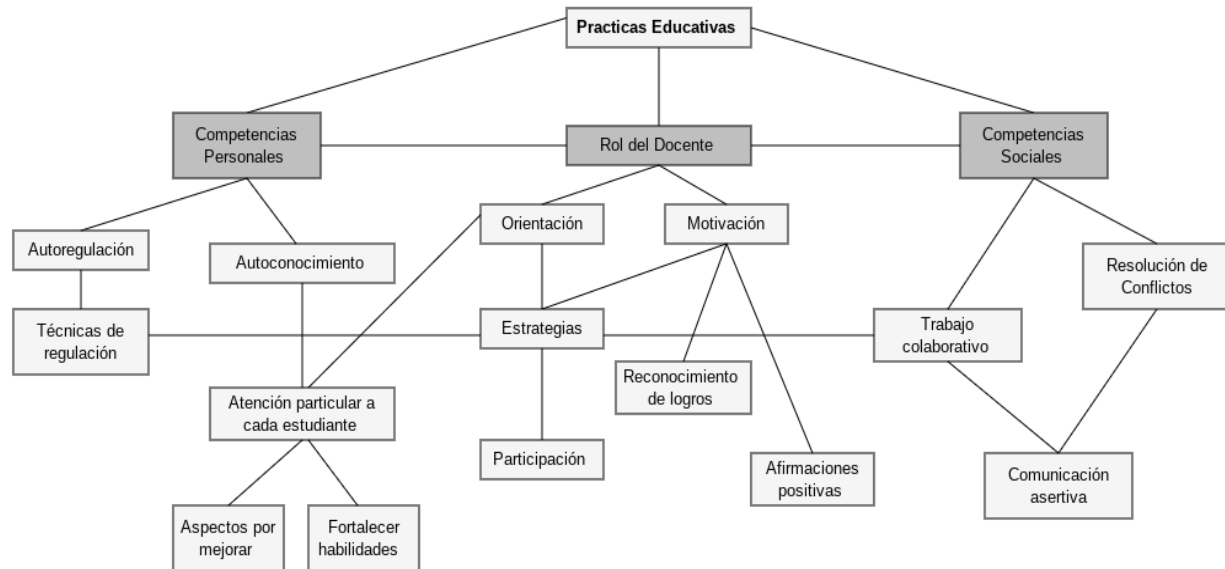 Practicas Educativas
Competencias
Personales
Rol del Docente
Competencias
Sociales
Orientación
Motivación
Autoregulación
Autoconocimiento
Resolución de
Conflictos
Técnicas de
regulación
Estrategias
Trabajo
colaborativo
Reconocimiento
de logros
Atención particular a
cada estudiante
Participación
Afirmaciones
positivas
Comunicación
asertiva
Aspectos por
mejorar
Fortalecer
habilidades